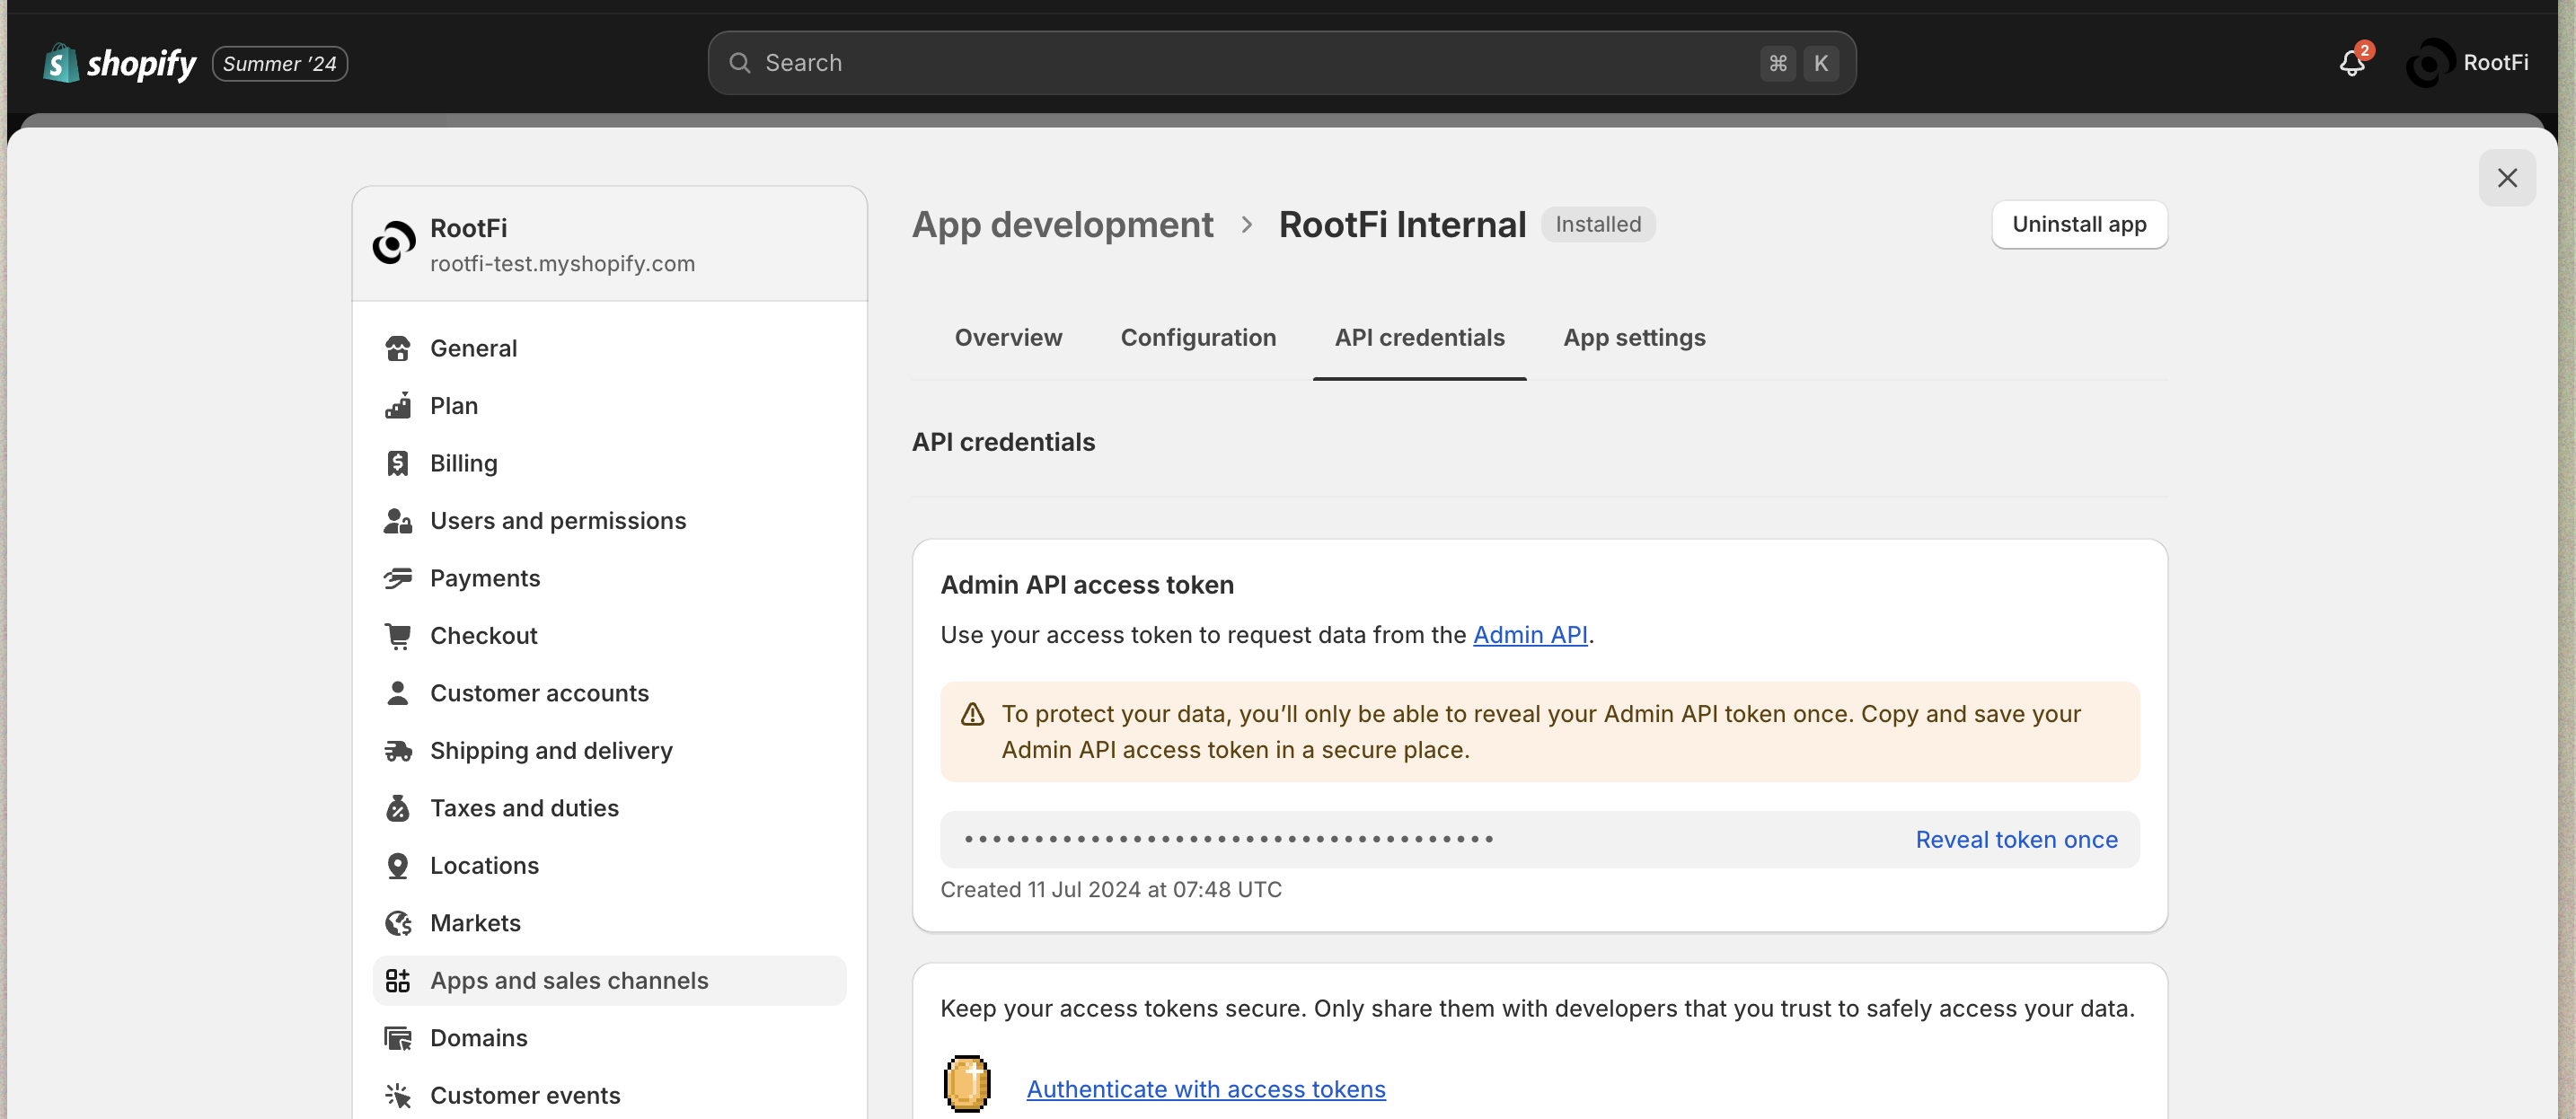 shopify
Summer ’24
Search
⌘ K
2
RootFi
RootFi
rootfi-test.myshopify.com
General
Plan
Billing
Users and permissions
Payments
Checkout
Customer accounts
Shipping and delivery
Taxes and duties
Locations
Markets
Apps and sales channels
Domains
Customer events
App development › RootFi Internal Installed
Uninstall app
Overview Configuration API credentials App settings
API credentials
Admin API access token
Use your access token to request data from the Admin API.
To protect your data, you’ll only be able to reveal your Admin API token once. Copy and save your
Admin API access token in a secure place.
•••••••••••••••••••••••••••••••••••••• Reveal token once
Created 11 Jul 2024 at 07:48 UTC
Keep your access tokens secure. Only share them with developers that you trust to safely access your data.
Authenticate with access tokens